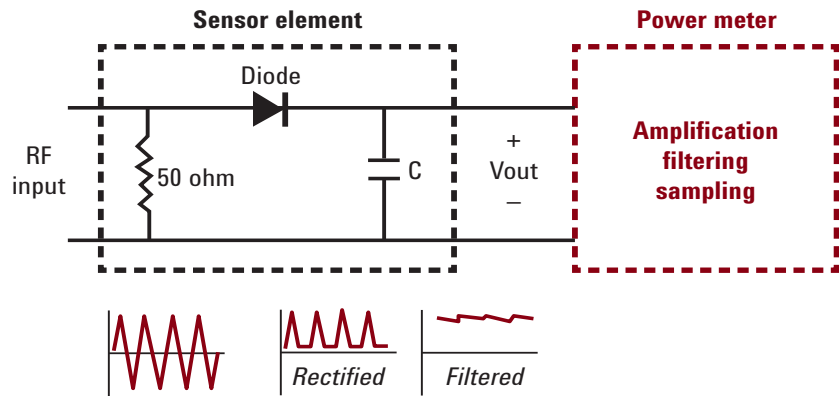 Sensor element
Power meter
Diode
RF
input
50 ohm
C
+
Vout
–
Amplification
filtering
sampling
Rectified
Filtered